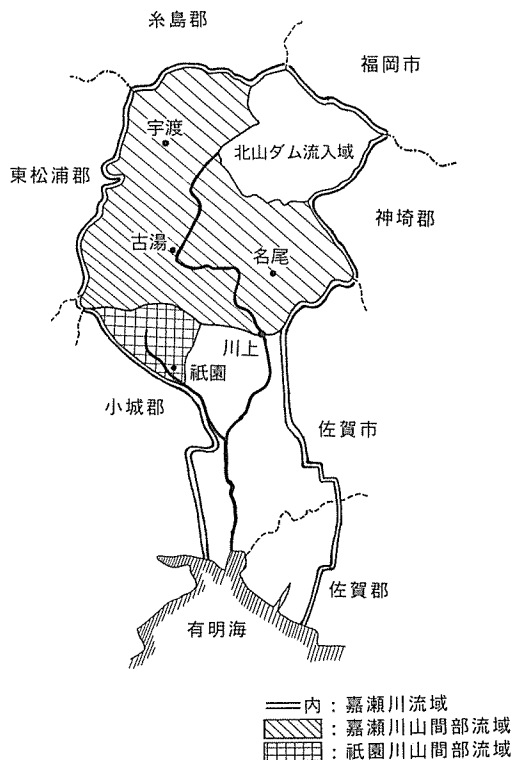 糸島郡
福岡市
宇渡
北山ダム流入域
東松浦郡
神埼郡
古湯
名尾
川上
祇園
小城郡
佐賀市
佐賀郡
有明海
内：嘉瀬川流域
：嘉瀬川山間部流域
：祇園川山間部流域